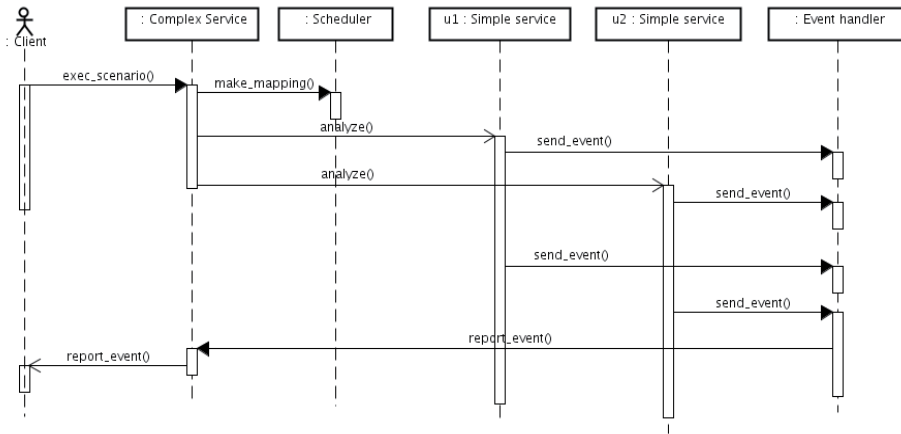 : Client
: Complex Service
: Scheduler
u1 : Simple service
u2 : Simple service
: Event handler
exec_scenario()
make_mapping()
analyze()
send_event()
analyze()
send_event()
send_event()
send_event()
report_event()
report_event()